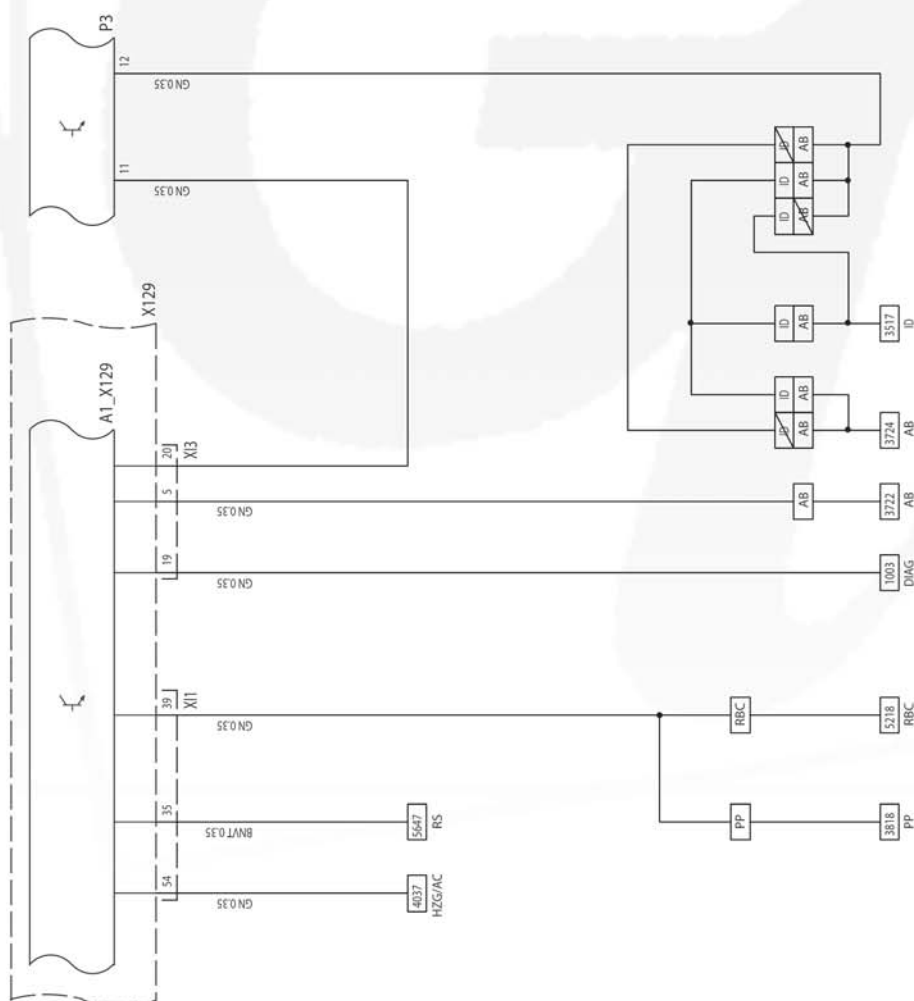 P3
12
GN 0.35
11
GN 0.35
X129
A1_X129
20
XI3
5
GN 0.35
19
GN 0.35
39
XI1
GN 0.35
35
BNVT 0.35
54
GN 0.35
ID AB
ID AB
ID AB
ID AB
3517
ID
ID AB
ID AB
3724
AB
AB
3722
AB
1003
DIAG
RBC
5218
RBC
PP
3818
PP
5647
RS
4037
HZG/AC